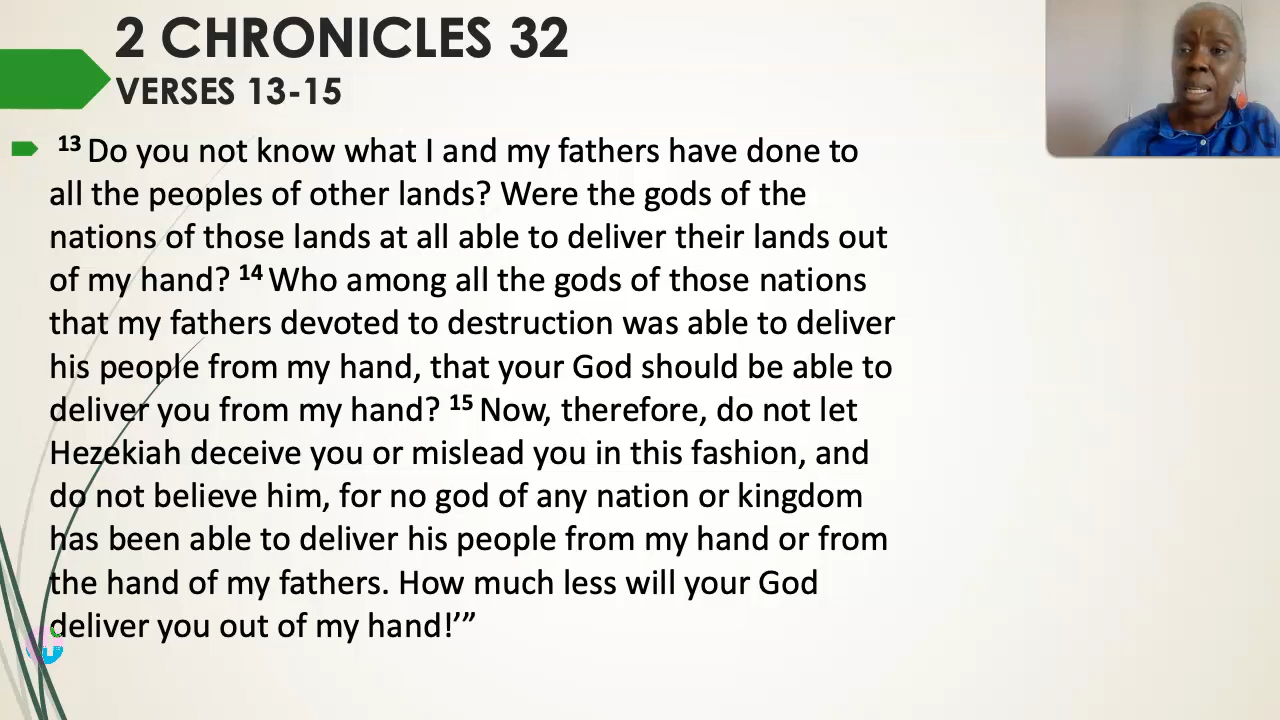 2 CHRONICLES 32
VERSES 13-15
13 Do you not know what I and my fathers have done to
all the peoples of other lands? Were the gods of the
nations of those lands at all able to deliver their lands out
of my hand? 14 Who among all the gods of those nations
that my fathers devoted to destruction was able to deliver
his people from my hand, that your God should be able to
deliver you from my hand? 15 Now, therefore, do not let
Hezekiah deceive you or mislead you in this fashion, and
do not believe him, for no god of any nation or kingdom
has been able to deliver his people from my hand or from
the hand of my fathers. How much less will your God
deliver you out of my hand!’”